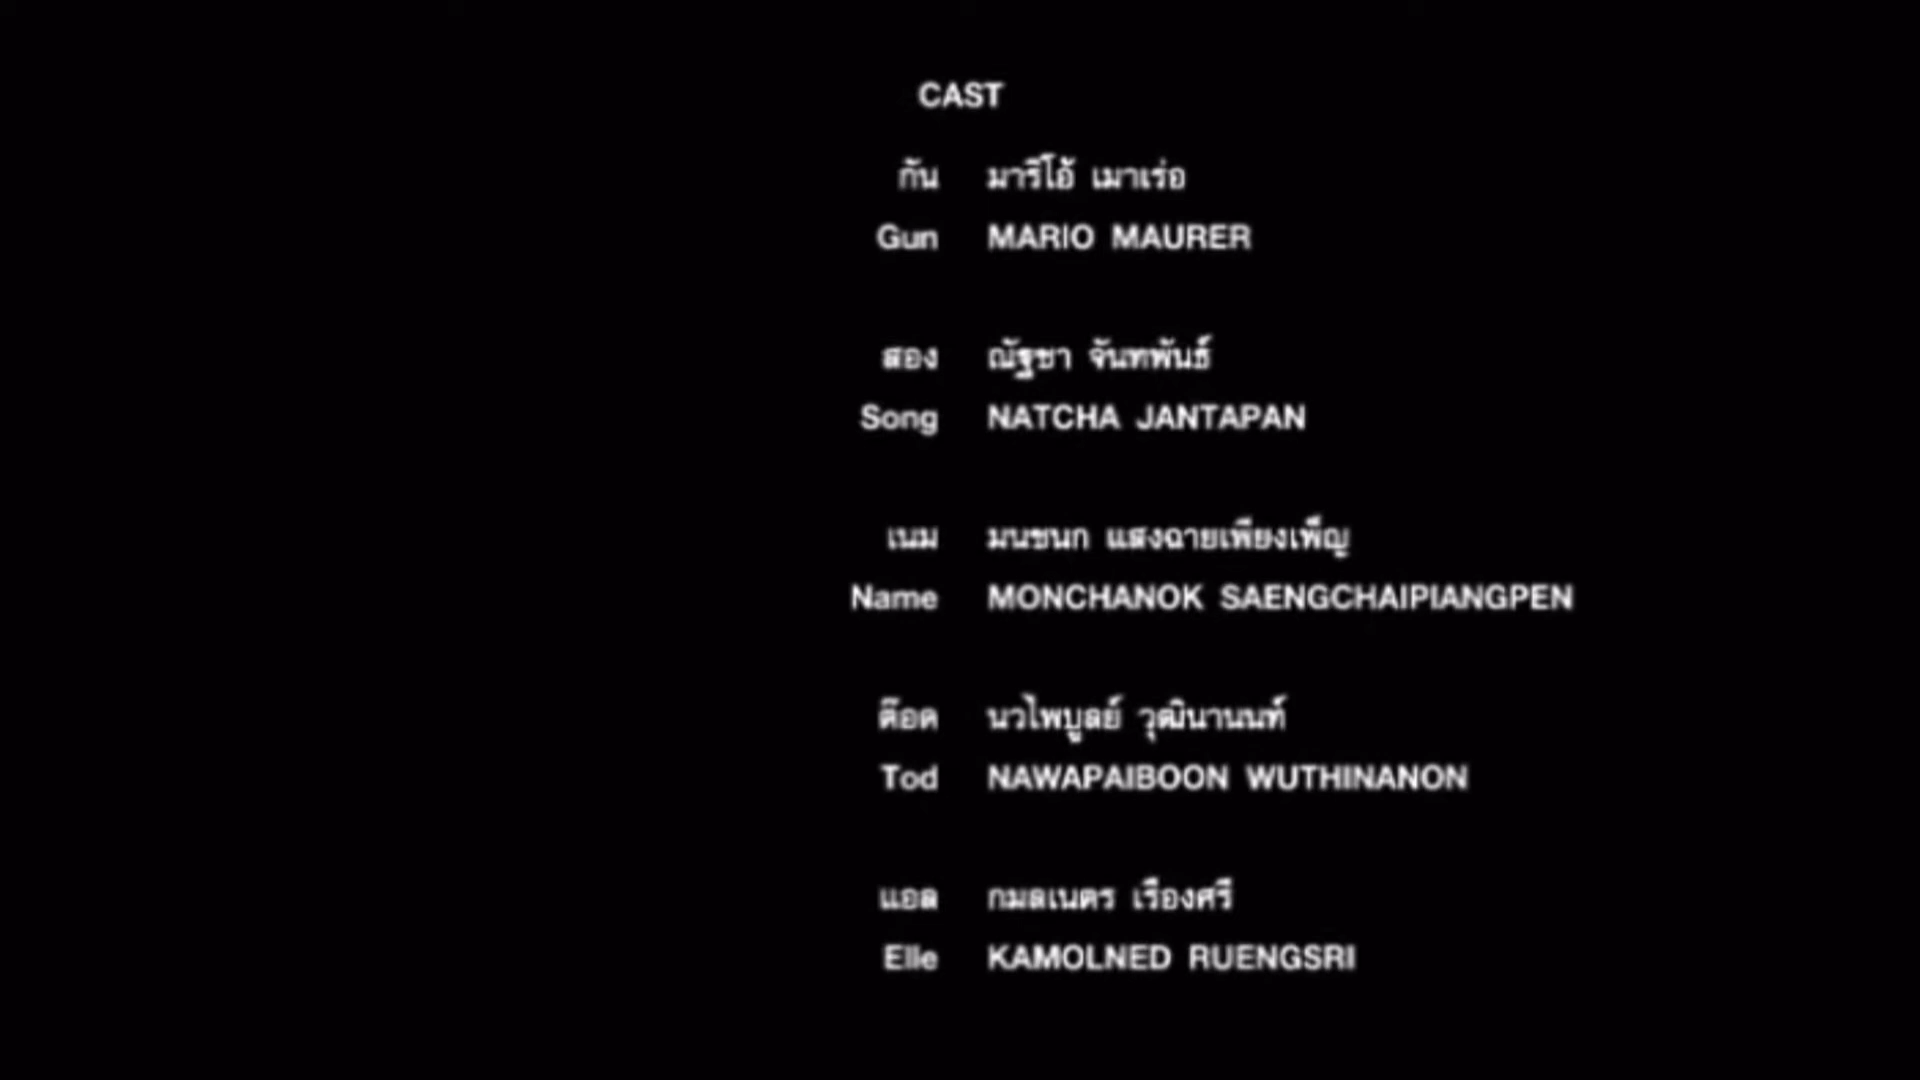 CAST
กัน มาริโอ้ เมาเร่อ
Gun MARIO MAURER
สอง ณัฐชา จันทพันธ์
Song NATCHA JANTAPAN
เนม มนชนก แสงฉายเพียงเพ็ญ
Name MONCHANOK SAENGCHAIPIANGPEN
ต๊อด นวไพบูลย์ วุฒินานนท์
Tod NAWAPAIBOON WUTHINANON
แอล กมลเนตร เรืองศรี
Elle KAMOLNED RUENGSRI